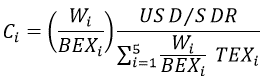 C_i = (W_i / BEX_i) USD/SDR / ∑_{i=1}^{5} W_i / BEX_i TEX_i